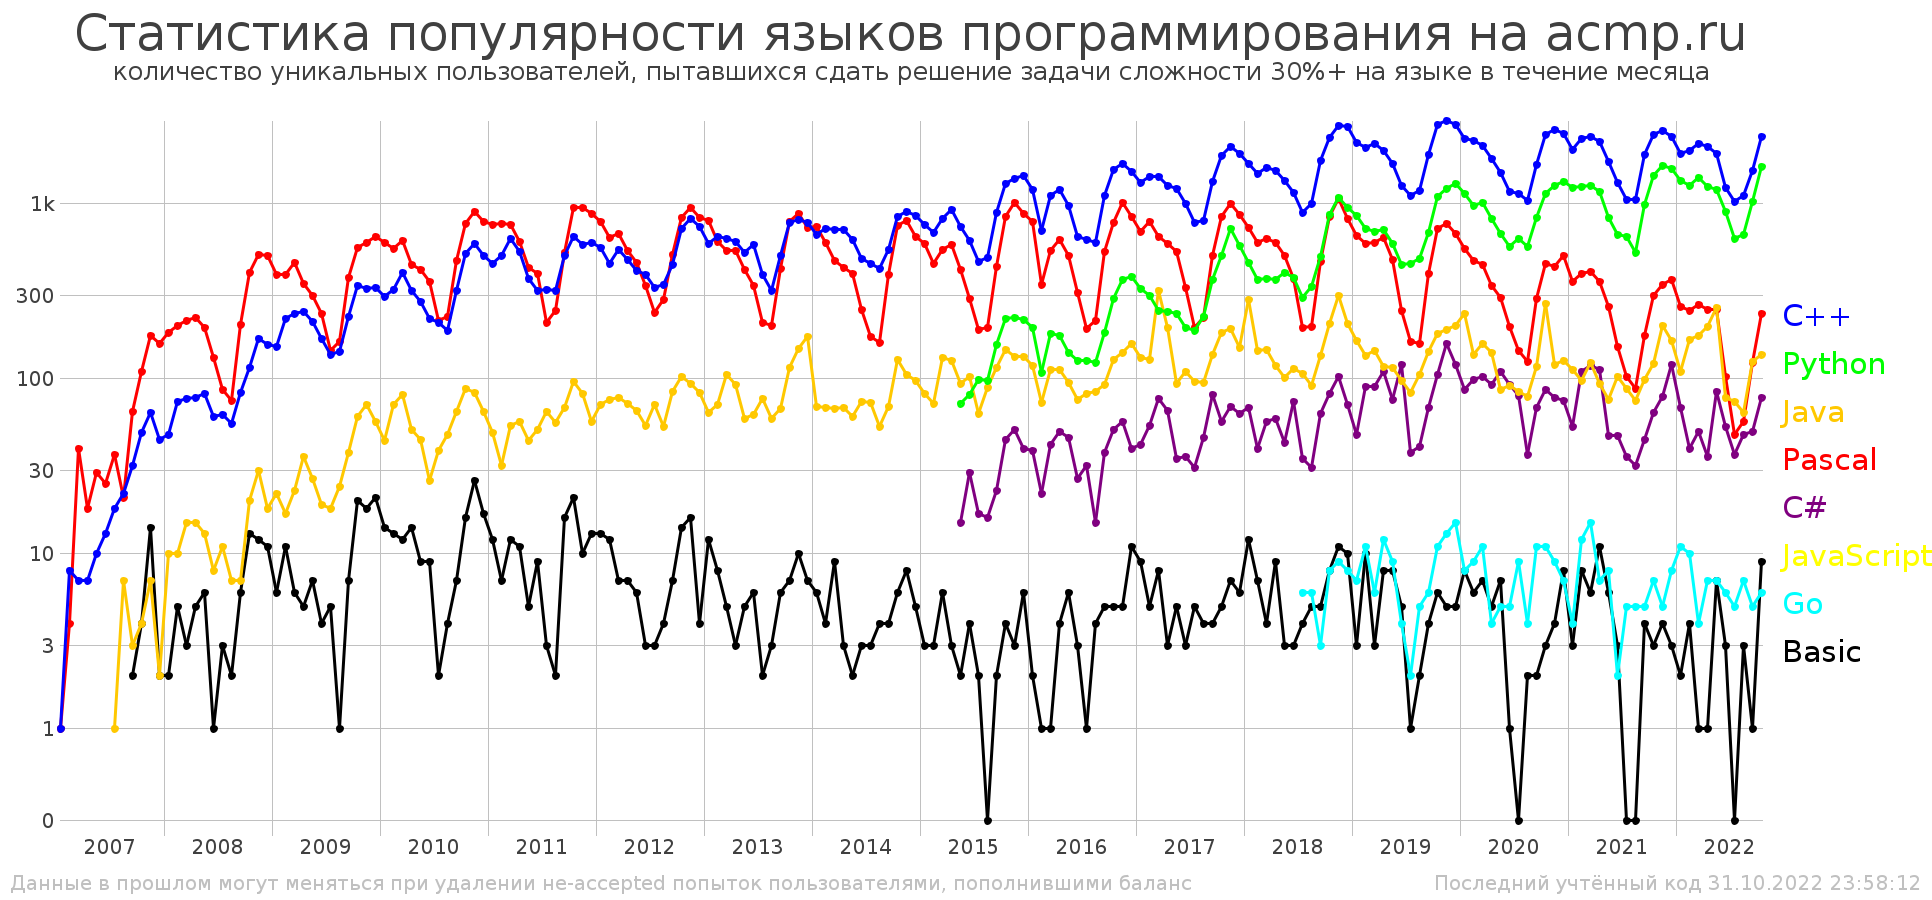 Статистика популярности языков программирования на acmp.ru
количество уникальных пользователей, пытавшихся сдать решение задачи сложности 30%+ на языке в течение месяца
1k
300
100
30
10
3
1
0
C++
Python
Java
Pascal
C#
JavaScript
Go
Basic
2007 2008 2009 2010 2011 2012 2013 2014 2015 2016 2017 2018 2019 2020 2021 2022
Данные в прошлом могут меняться при удалении не-accepted попыток пользователями, пополнившими баланс
Последний учтённый код 31.10.2022 23:58:12